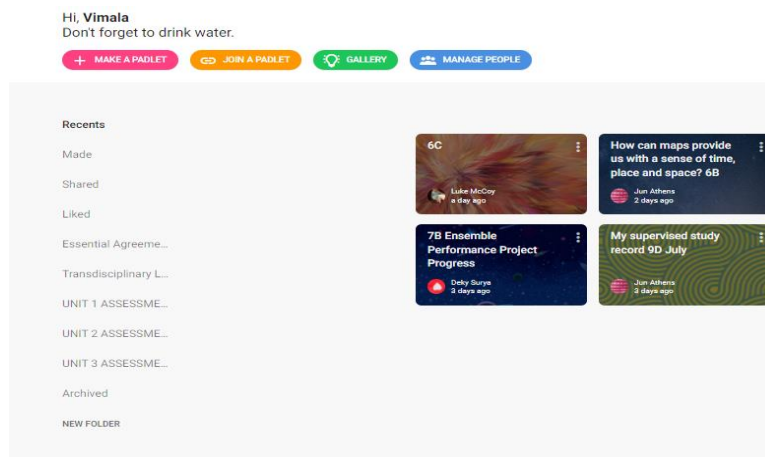 Hi, Vimala
Don't forget to drink water.
MAKE A PADLET
JOIN A PADLET
GALLERY
MANAGE PEOPLE
Recents
Made
Shared
Liked
Essential Agreeme...
Transdisciplinary L...
UNIT 1 ASSESSME...
UNIT 2 ASSESSME...
UNIT 3 ASSESSME...
Archived
NEW FOLDER
6C
Luke McCoy
a day ago
How can maps provide
us with a sense of time,
place and space? 6B
Jun Athens
2 days ago
7B Ensemble
Performance Project
Progress
Deky Surya
3 days ago
My supervised study
record 9D July
Jun Athens
3 days ago